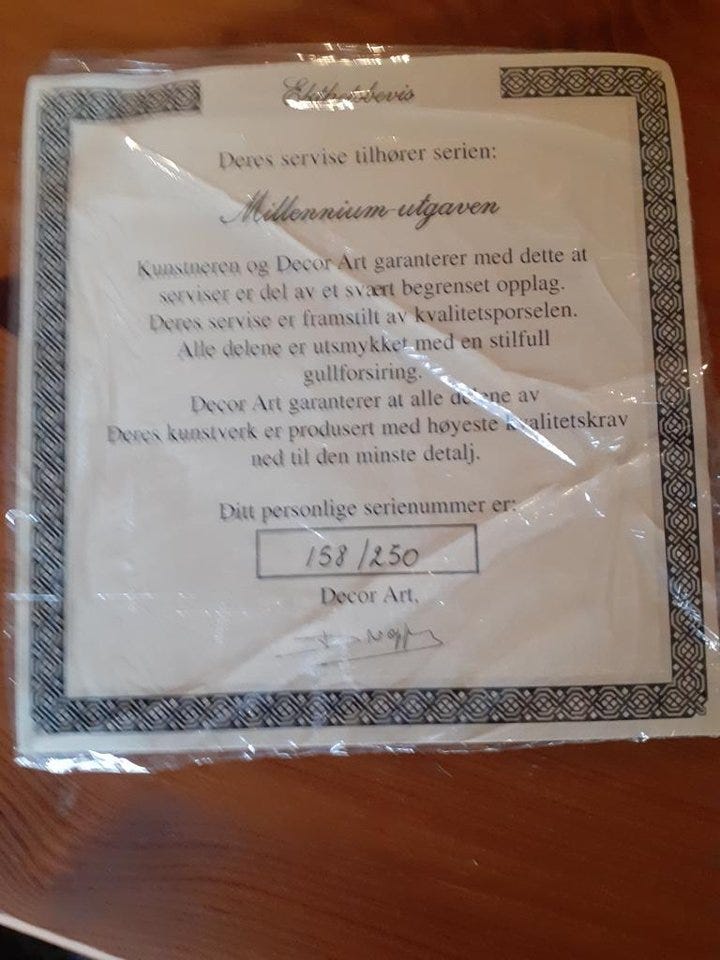 Ekthetsbevis
Deres servise tilhører serien:
Millennium-utgaven
Kunstneren og Decor Art garanterer med dette at
serviser er del av et svært begrenset opplag.
Deres servise er framstilt av kvalitetsporselen.
Alle delene er utsmykket med en stilfull
gullforsiring.
Decor Art garanterer at alle delene av
Deres kunstverk er produsert med høyeste kvalitetskrav
ned til den minste detalj.
Ditt personlige serienummer er:
158/250
Decor Art,